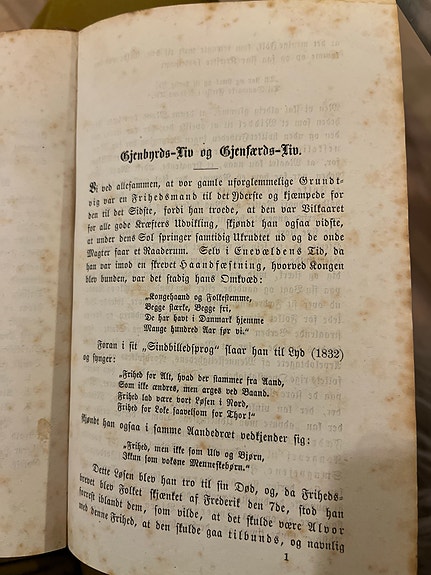 Gjenbyrds-Liv og Gjenfærds-Liv.
Vi ved allesammen, at vor gamle uforglemmelige Grundt-
vig var en Frihedsmand til det Yderste og kjæmpede for
den til det Sidste, fordi han troede, at den var Vilkaaret
for alle gode Kræfters Udvikling, skjøndt han ogsaa vidste,
at under dens Sol springer samtidig Ukrudtet ud og de onde
Magter faar et Raaderum. Selv i Enevældens Tid, da
han var imod en skrevet Haandfæstning, hvorved Kongen
blev bunden, var det stadig hans Omkvæd:
„Kongehaand og Folkestemme,
Begge stærke, Begge fri,
De har havt i Danmark hjemme
Mange hundred Aar før vi."
Foran i sit „Sindbilledsprog" slaar han til Lyd (1832)
og synger:
„Frihed for Alt, hvad der stammer fra Aand,
Som ikke ændres, men arges ved Baand.
Frihed lad være vort Løsen i Nord,
Frihed for Loke saavelsom for Thor!"
skjøndt han ogsaa i samme Aandedræt vedkjender sig:
„Frihed, men ikke som Ulv og Bjørn,
Ikkun som voksne Menneskebørn."
Dette Løsen blev han tro til sin Død, og, da Friheds-
brevet blev Folket skjænket af Frederik den 7de, stod han
forrest iblandt dem, som vilde, at det skulde være Alvor
med denne Frihed, at den skulde gaa tilbunds, og navnlig
1